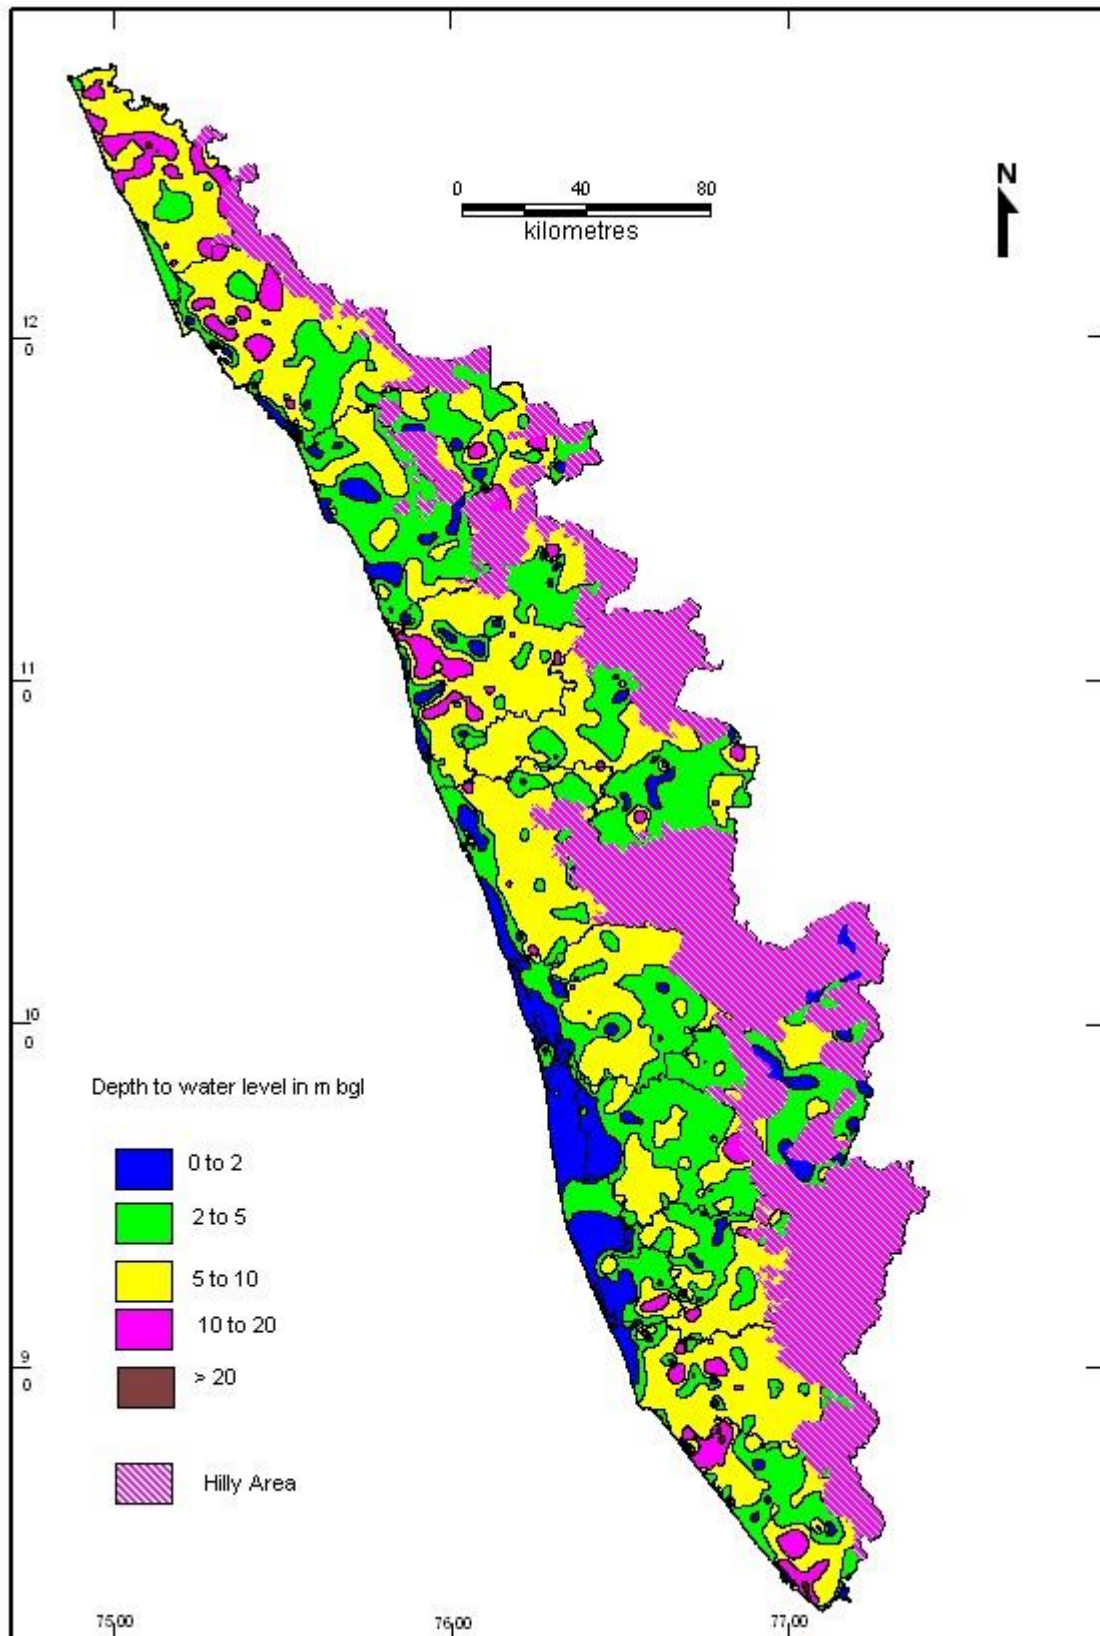 N
0 40 80
kilometres
12
0
11
0
10
0
Depth to water level in m bgl
0 to 2
2 to 5
5 to 10
10 to 20
> 20
Hilly Area
9
0
75,00 76,00 77,00